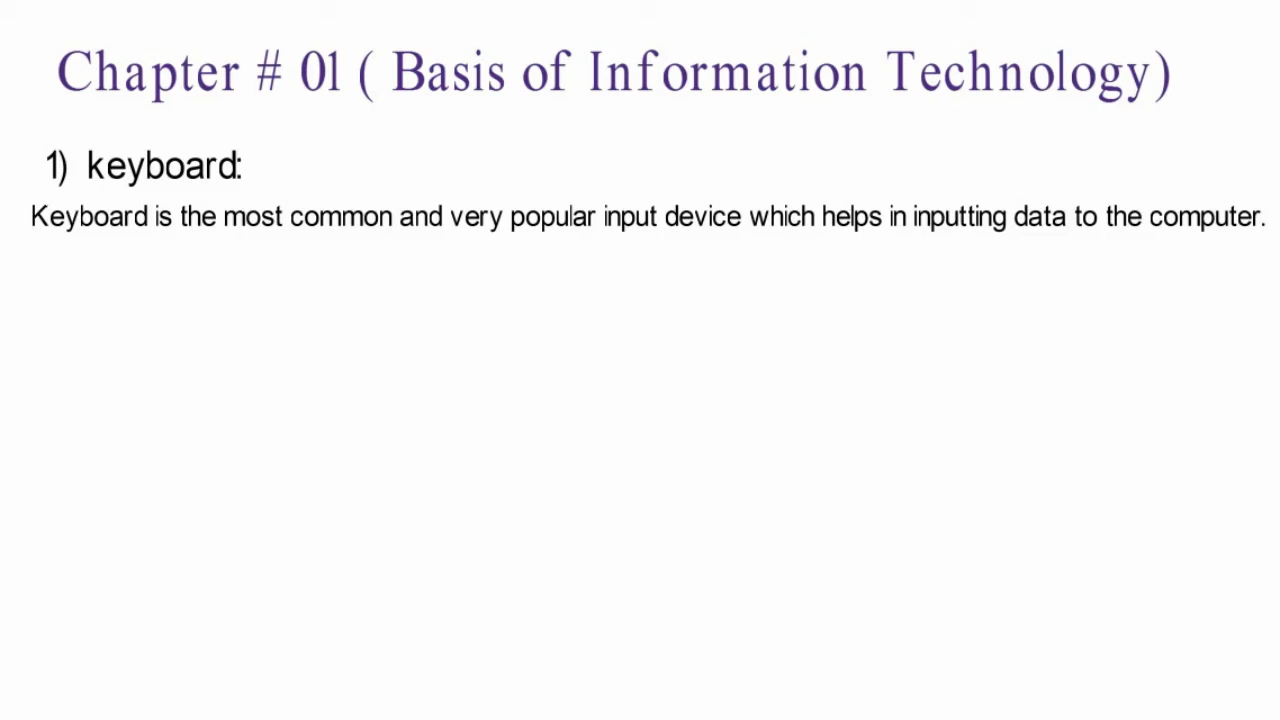 Chapter # 01 ( Basis of Information Technology)
1) keyboard:
Keyboard is the most common and very popular input device which helps in inputting data to the computer.